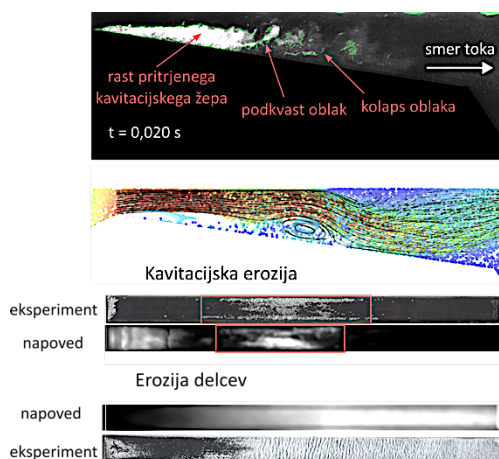 smer toka
rast pritrjenega
kavitacijskega žepa
podkvast oblak
kolaps oblaka
t = 0,020 s
Kavitacijska erozija
eksperiment
napoved
Erozija delcev
napoved
eksperiment